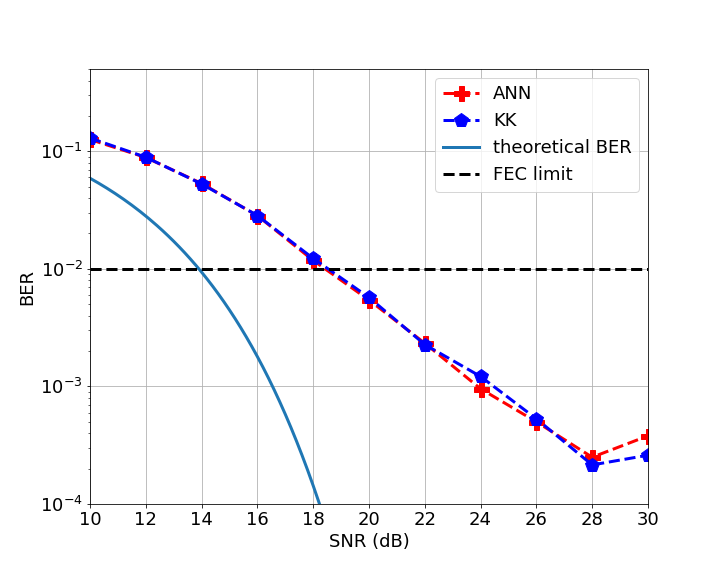 ANN
KK
theoretical BER
FEC limit
BER
10⁻¹
10⁻²
10⁻³
10⁻⁴
10 12 14 16 18 20 22 24 26 28 30
SNR (dB)